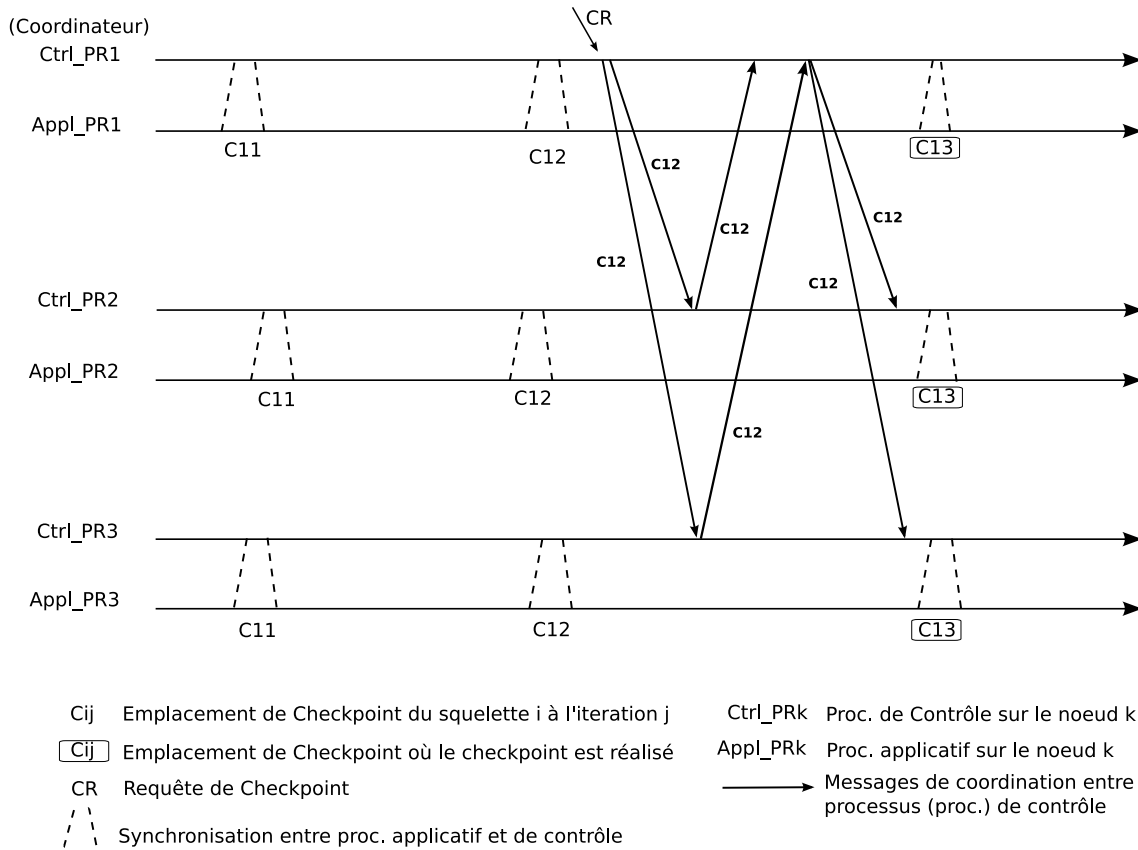 CR
(Coordinateur)
Ctrl_PR1
Appl_PR1
C11
C12
C13
C12
C12
C12
C12
C12
Ctrl_PR2
Appl_PR2
C11
C12
C13
C12
Ctrl_PR3
Appl_PR3
C11
C12
C13
Cij Emplacement de Checkpoint du squelette i à l'iteration j
Cij Emplacement de Checkpoint où le checkpoint est réalisé
CR Requête de Checkpoint
Synchronisation entre proc. applicatif et de contrôle
Ctrl_PRk Proc. de Contrôle sur le noeud k
Appl_PRk Proc. applicatif sur le noeud k
Messages de coordination entre
processus (proc.) de contrôle